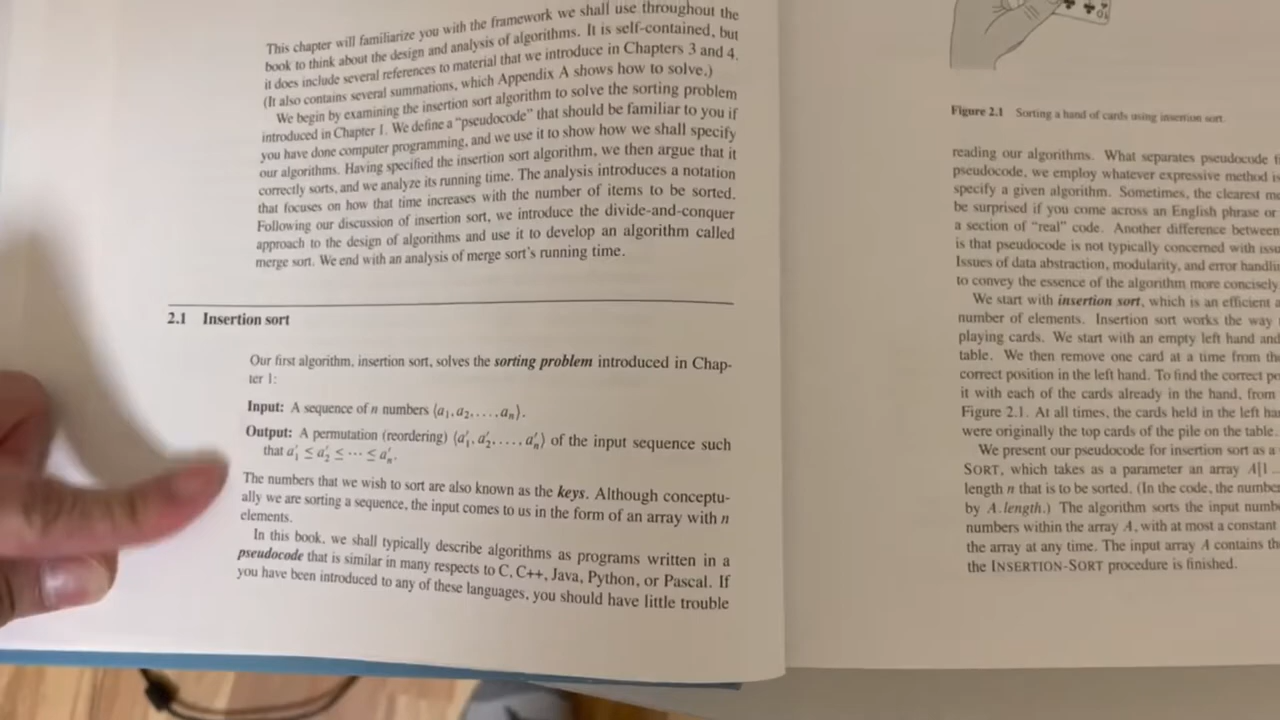 This chapter will familiarize you with the framework we shall use throughout the
book to think about the design and analysis of algorithms. It is self-contained, but
it does include several references to material that we introduce in Chapters 3 and 4.
(It also contains several summations, which Appendix A shows how to solve.)
We begin by examining the insertion sort algorithm to solve the sorting problem
introduced in Chapter 1. We define a “pseudocode” that should be familiar to you if
you have done computer programming, and we use it to show how we shall specify
our algorithms. Having specified the insertion sort algorithm, we then argue that it
correctly sorts, and we analyze its running time. The analysis introduces a notation
that focuses on how that time increases with the number of items to be sorted.
Following our discussion of insertion sort, we introduce the divide-and-conquer
approach to the design of algorithms and use it to develop an algorithm called
merge sort. We end with an analysis of merge sort’s running time.
2.1 Insertion sort
Our first algorithm, insertion sort, solves the sorting problem introduced in Chap-
ter 1:
Input: A sequence of n numbers ⟨a₁, a₂, . . . , aₙ⟩.
Output: A permutation (reordering) ⟨a′₁, a′₂, . . . , a′ₙ⟩ of the input sequence such
that a′₁ ≤ a′₂ ≤ ··· ≤ a′ₙ.
The numbers that we wish to sort are also known as the keys. Although conceptu-
ally we are sorting a sequence, the input comes to us in the form of an array with n
elements.
In this book, we shall typically describe algorithms as programs written in a
pseudocode that is similar in many respects to C, C++, Java, Python, or Pascal. If
you have been introduced to any of these languages, you should have little trouble
Figure 2.1 Sorting a hand of cards using insertion sort.
reading our algorithms. What separates pseudocode
pseudocode, we employ whatever expressive method is
specify a given algorithm. Sometimes, the clearest
be surprised if you come across an English phrase or
a section of “real” code. Another difference between
is that pseudocode is not typically concerned with
Issues of data abstraction, modularity, and error
to convey the essence of the algorithm more concisely
We start with insertion sort, which is an efficient
number of elements. Insertion sort works the way
playing cards. We start with an empty left hand and
table. We then remove one card at a time from the
correct position in the left hand. To find the correct
it with each of the cards already in the hand, from
Figure 2.1. At all times, the cards held in the left
were originally the top cards of the pile on the table.
We present our pseudocode for insertion sort as a
SORT, which takes as a parameter an array A[1 ..
length n that is to be sorted. (In the code, the number
by A.length.) The algorithm sorts the input
numbers within the array A, with at most a constant
the array at any time. The input array A contains
the INSERTION-SORT procedure is finished.